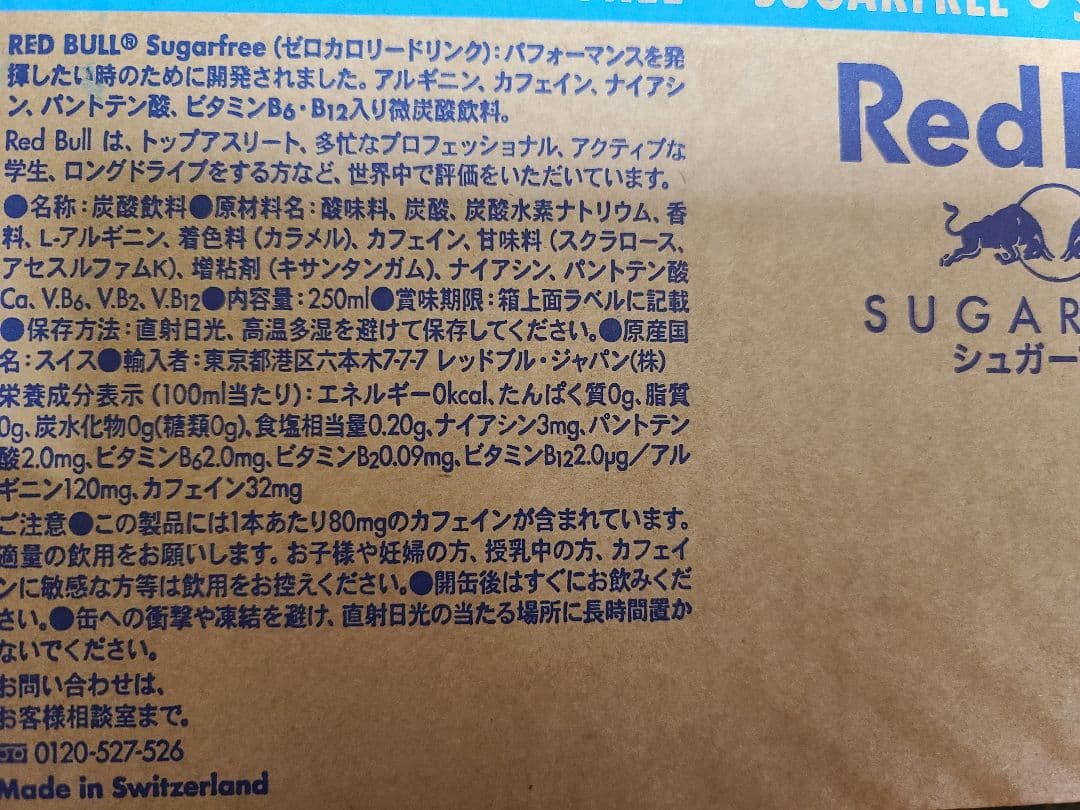 SUGARFREE
RED BULL® Sugarfree (ゼロカロリードリンク):パフォーマンスを発
揮したい時のために開発されました。アルギニン、カフェイン、ナイアシ
ン、パントテン酸、ビタミンB6・B12入り微炭酸飲料。
Red Bull は、トップアスリート、多忙なプロフェッショナル、アクティブな
学生、ロングドライブをする方など、世界中で評価をいただいています。
●名称:炭酸飲料●原材料名:酸味料、炭酸、炭酸水素ナトリウム、香
料、L-アルギニン、着色料(カラメル)、カフェイン、甘味料(スクラロース、
アセスルファムK)、増粘剤(キサンタンガム)、ナイアシン、パントテン酸
Ca、V.B6、V.B2、V.B12●内容量:250ml●賞味期限:箱上面ラベルに記載
●保存方法:直射日光、高温多湿を避けて保存してください。●原産国
名:スイス●輸入者:東京都港区六本木7-7-7 レッドブル・ジャパン(株)
栄養成分表示(100ml当たり):エネルギー0kcal、たんぱく質0g、脂質
0g、炭水化物0g(糖類0g)、食塩相当量0.20g、ナイアシン3mg、パントテン
酸2.0mg、ビタミンB62.0mg、ビタミンB20.09mg、ビタミンB122.0μg/アル
ギニン120mg、カフェイン32mg
ご注意●この製品には1本あたり80mgのカフェインが含まれています。
適量の飲用をお願いします。お子様や妊婦の方、授乳中の方、カフェイ
ンに敏感な方等は飲用をお控えください。●開缶後はすぐにお飲みくだ
さい。●缶への衝撃や凍結を避け、直射日光の当たる場所に長時間置か
ないでください。
お問い合わせは、
お客様相談室まで。
0120-527-526
Made in Switzerland
Red
SUGAR
シュガー